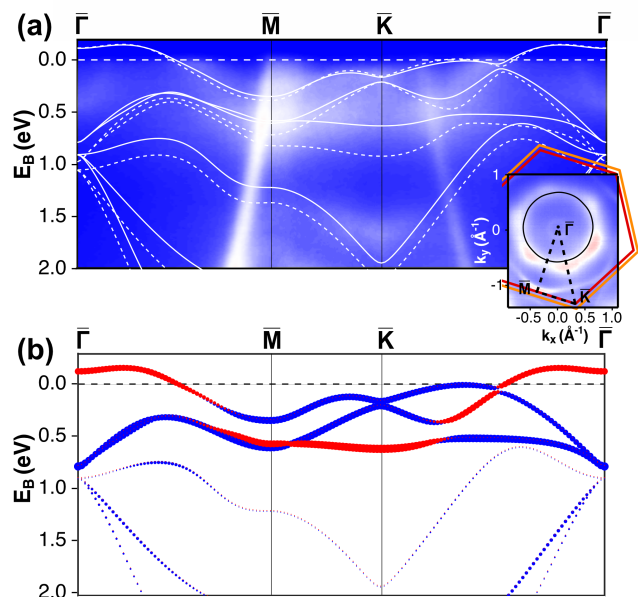 (a)
Γ̅ M̅ K̅ Γ̅
0.0
0.5
1.0
1.5
2.0
E_B (eV)
1
0
-1
k_y (Å⁻¹)
Γ̅
M̅
K̅
-0.5 0.0 0.5 1.0
k_x (Å⁻¹)
(b)
Γ̅ M̅ K̅ Γ̅
0.0
0.5
1.0
1.5
2.0
E_B (eV)